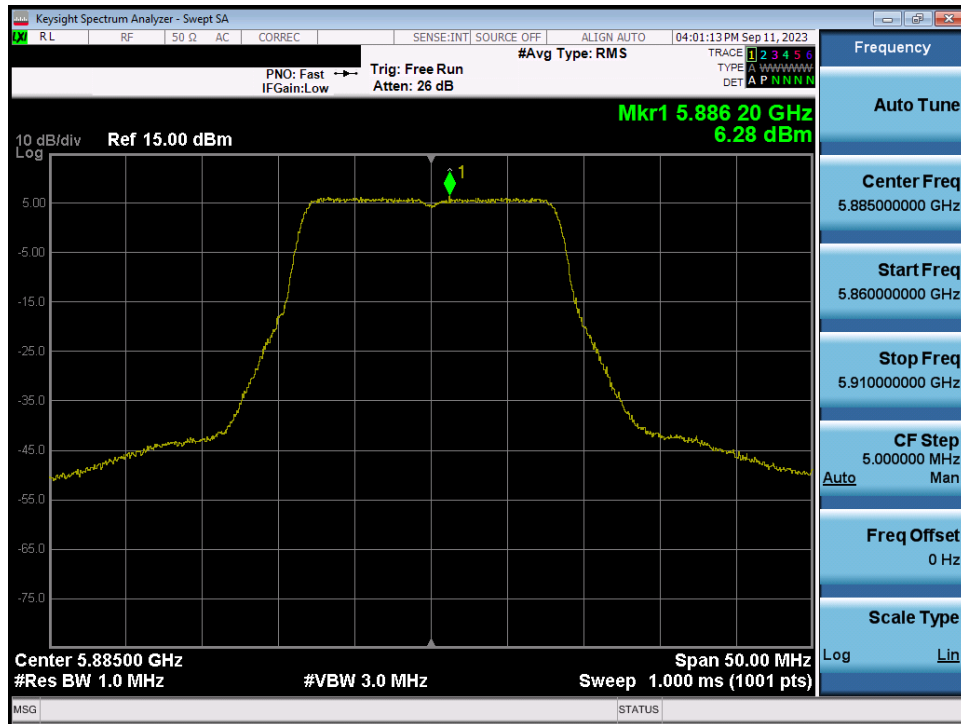 Keysight Spectrum Analyzer - Swept SA
LXI RL RF 50 Ω AC CORREC SENSE:INT SOURCE OFF ALIGN AUTO 04:01:13 PM Sep 11, 2023
#Avg Type: RMS
TRACE 1 2 3 4 5 6
TYPE A WWWWW
DET A P N N N N
PNO: Fast
IFGain:Low
Trig: Free Run
Atten: 26 dB
Mkr1 5.886 20 GHz
6.28 dBm
10 dB/div
Log
Ref 15.00 dBm
1
5.00
-5.00
-15.0
-25.0
-35.0
-45.0
-55.0
-65.0
-75.0
Center 5.88500 GHz
Span 50.00 MHz
#Res BW 1.0 MHz
#VBW 3.0 MHz
Sweep 1.000 ms (1001 pts)
MSG
STATUS
Frequency
Auto Tune
Center Freq
5.885000000 GHz
Start Freq
5.860000000 GHz
Stop Freq
5.910000000 GHz
CF Step
5.000000 MHz
Auto Man
Freq Offset
0 Hz
Scale Type
Log Lin